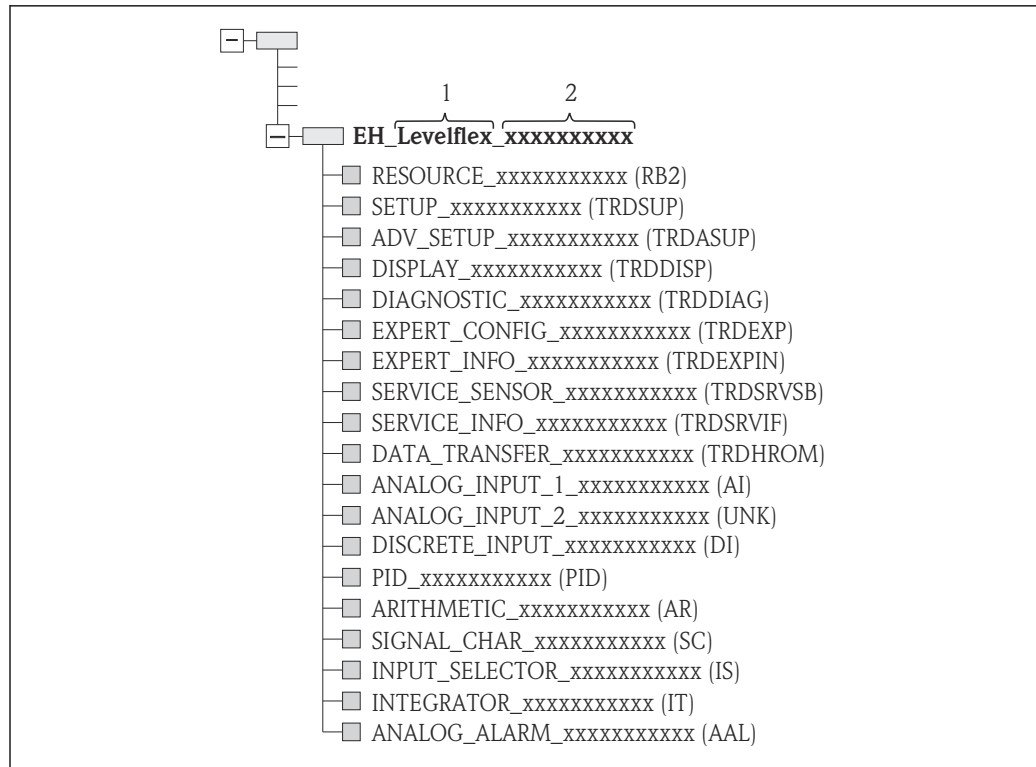 1 2
EH_Levelflex_xxxxxxxxxx
RESOURCE_xxxxxxxxxxx (RB2)
SETUP_xxxxxxxxxxx (TRDSUP)
ADV_SETUP_xxxxxxxxxxx (TRDASUP)
DISPLAY_xxxxxxxxxxx (TRDDISP)
DIAGNOSTIC_xxxxxxxxxxx (TRDDIAG)
EXPERT_CONFIG_xxxxxxxxxxx (TRDEXP)
EXPERT_INFO_xxxxxxxxxxx (TRDEXPIN)
SERVICE_SENSOR_xxxxxxxxxxx (TRDSRVSB)
SERVICE_INFO_xxxxxxxxxxx (TRDSRVIF)
DATA_TRANSFER_xxxxxxxxxxx (TRDHROM)
ANALOG_INPUT_1_xxxxxxxxxxx (AI)
ANALOG_INPUT_2_xxxxxxxxxxx (UNK)
DISCRETE_INPUT_xxxxxxxxxxx (DI)
PID_xxxxxxxxxxx (PID)
ARITHMETIC_xxxxxxxxxxx (AR)
SIGNAL_CHAR_xxxxxxxxxxx (SC)
INPUT_SELECTOR_xxxxxxxxxxx (IS)
INTEGRATOR_xxxxxxxxxxx (IT)
ANALOG_ALARM_xxxxxxxxxxx (AAL)